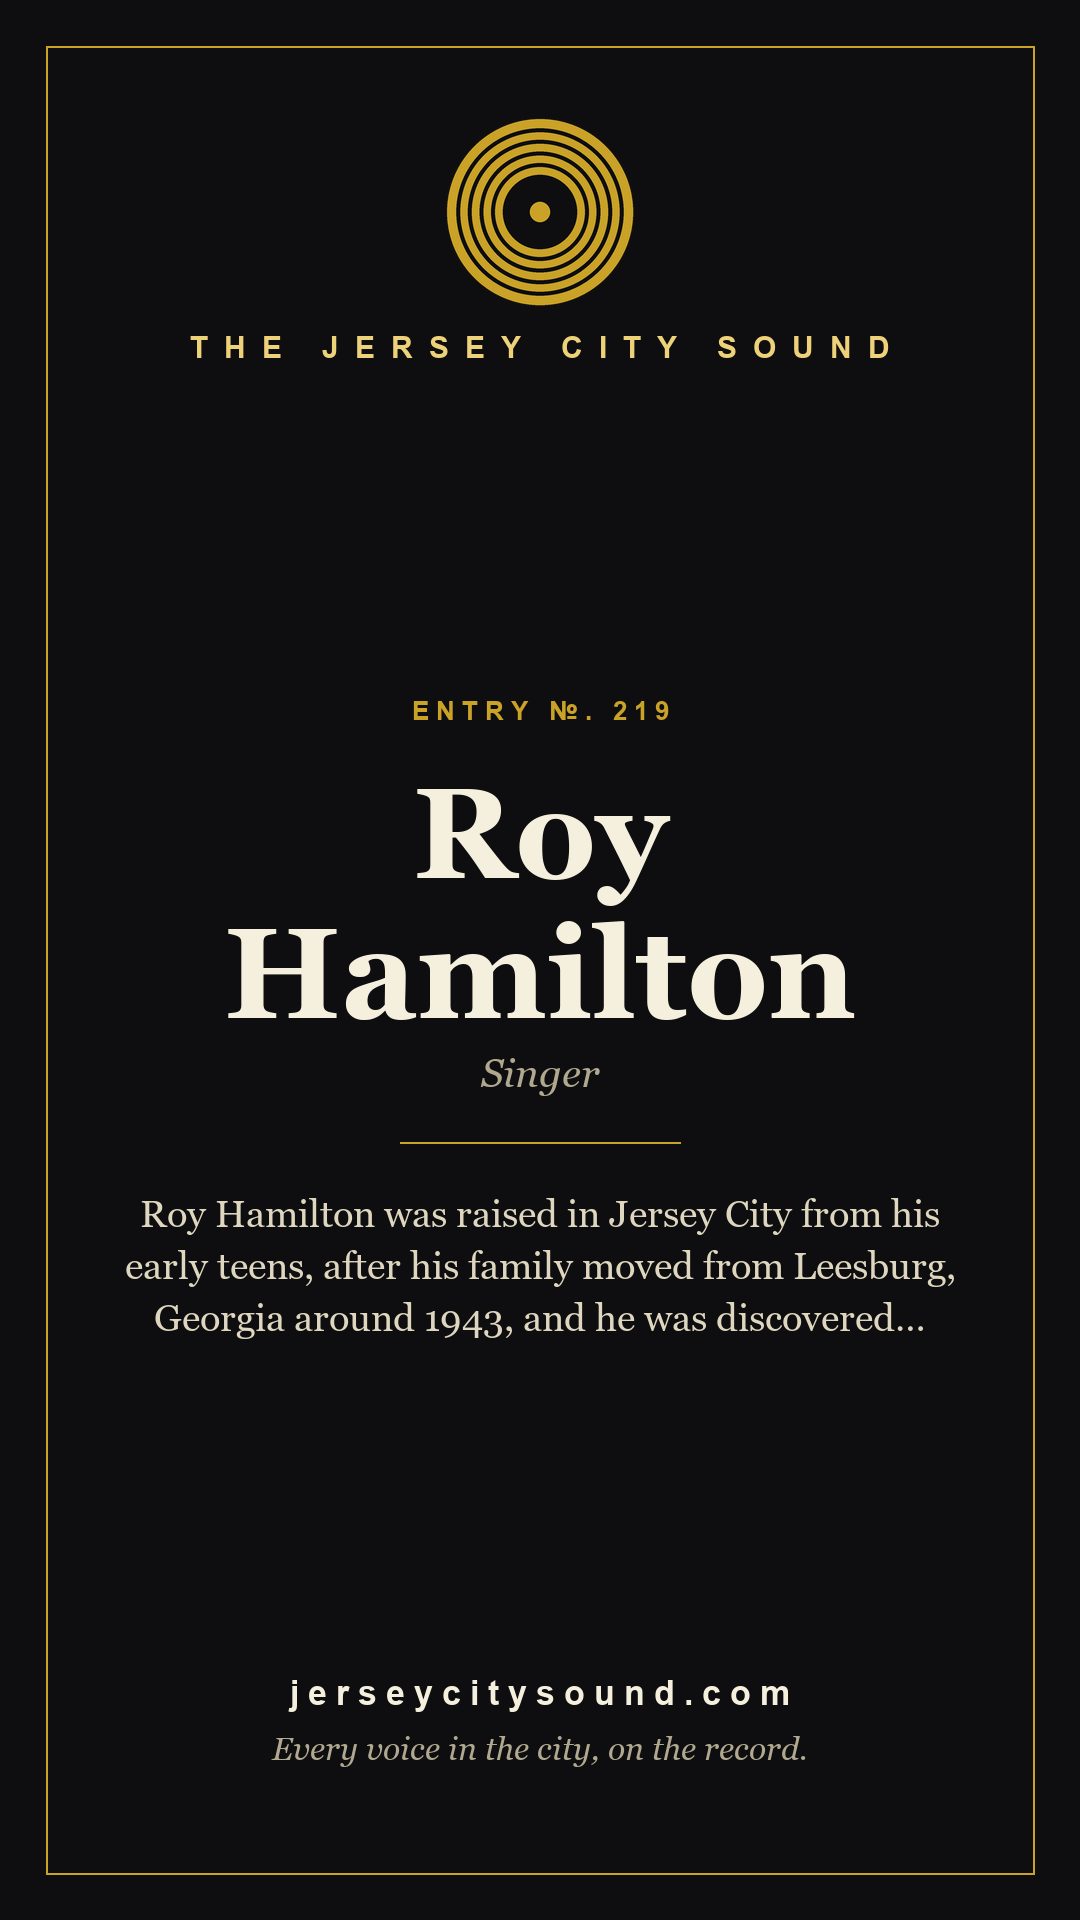 THE JERSEY CITY SOUND
ENTRY №. 219
Roy
Hamilton
Singer
Roy Hamilton was raised in Jersey City from his
early teens, after his family moved from Leesburg,
Georgia around 1943, and he was discovered...
jerseycitysound.com
Every voice in the city, on the record.